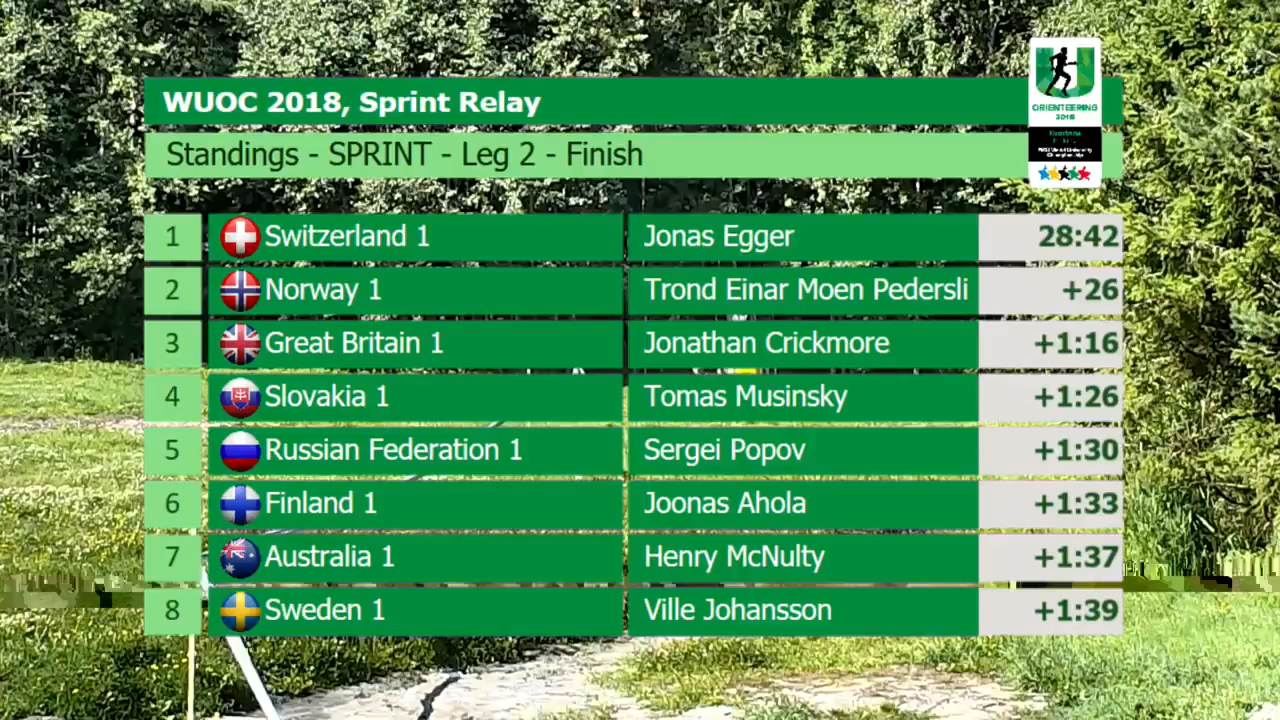 WUOC 2018, Sprint Relay
Standings - SPRINT - Leg 2 - Finish
ORIENTEERING
2018
1 Switzerland 1 Jonas Egger 28:42
2 Norway 1 Trond Einar Moen Pedersli +26
3 Great Britain 1 Jonathan Crickmore +1:16
4 Slovakia 1 Tomas Musinsky +1:26
5 Russian Federation 1 Sergei Popov +1:30
6 Finland 1 Joonas Ahola +1:33
7 Australia 1 Henry McNulty +1:37
8 Sweden 1 Ville Johansson +1:39